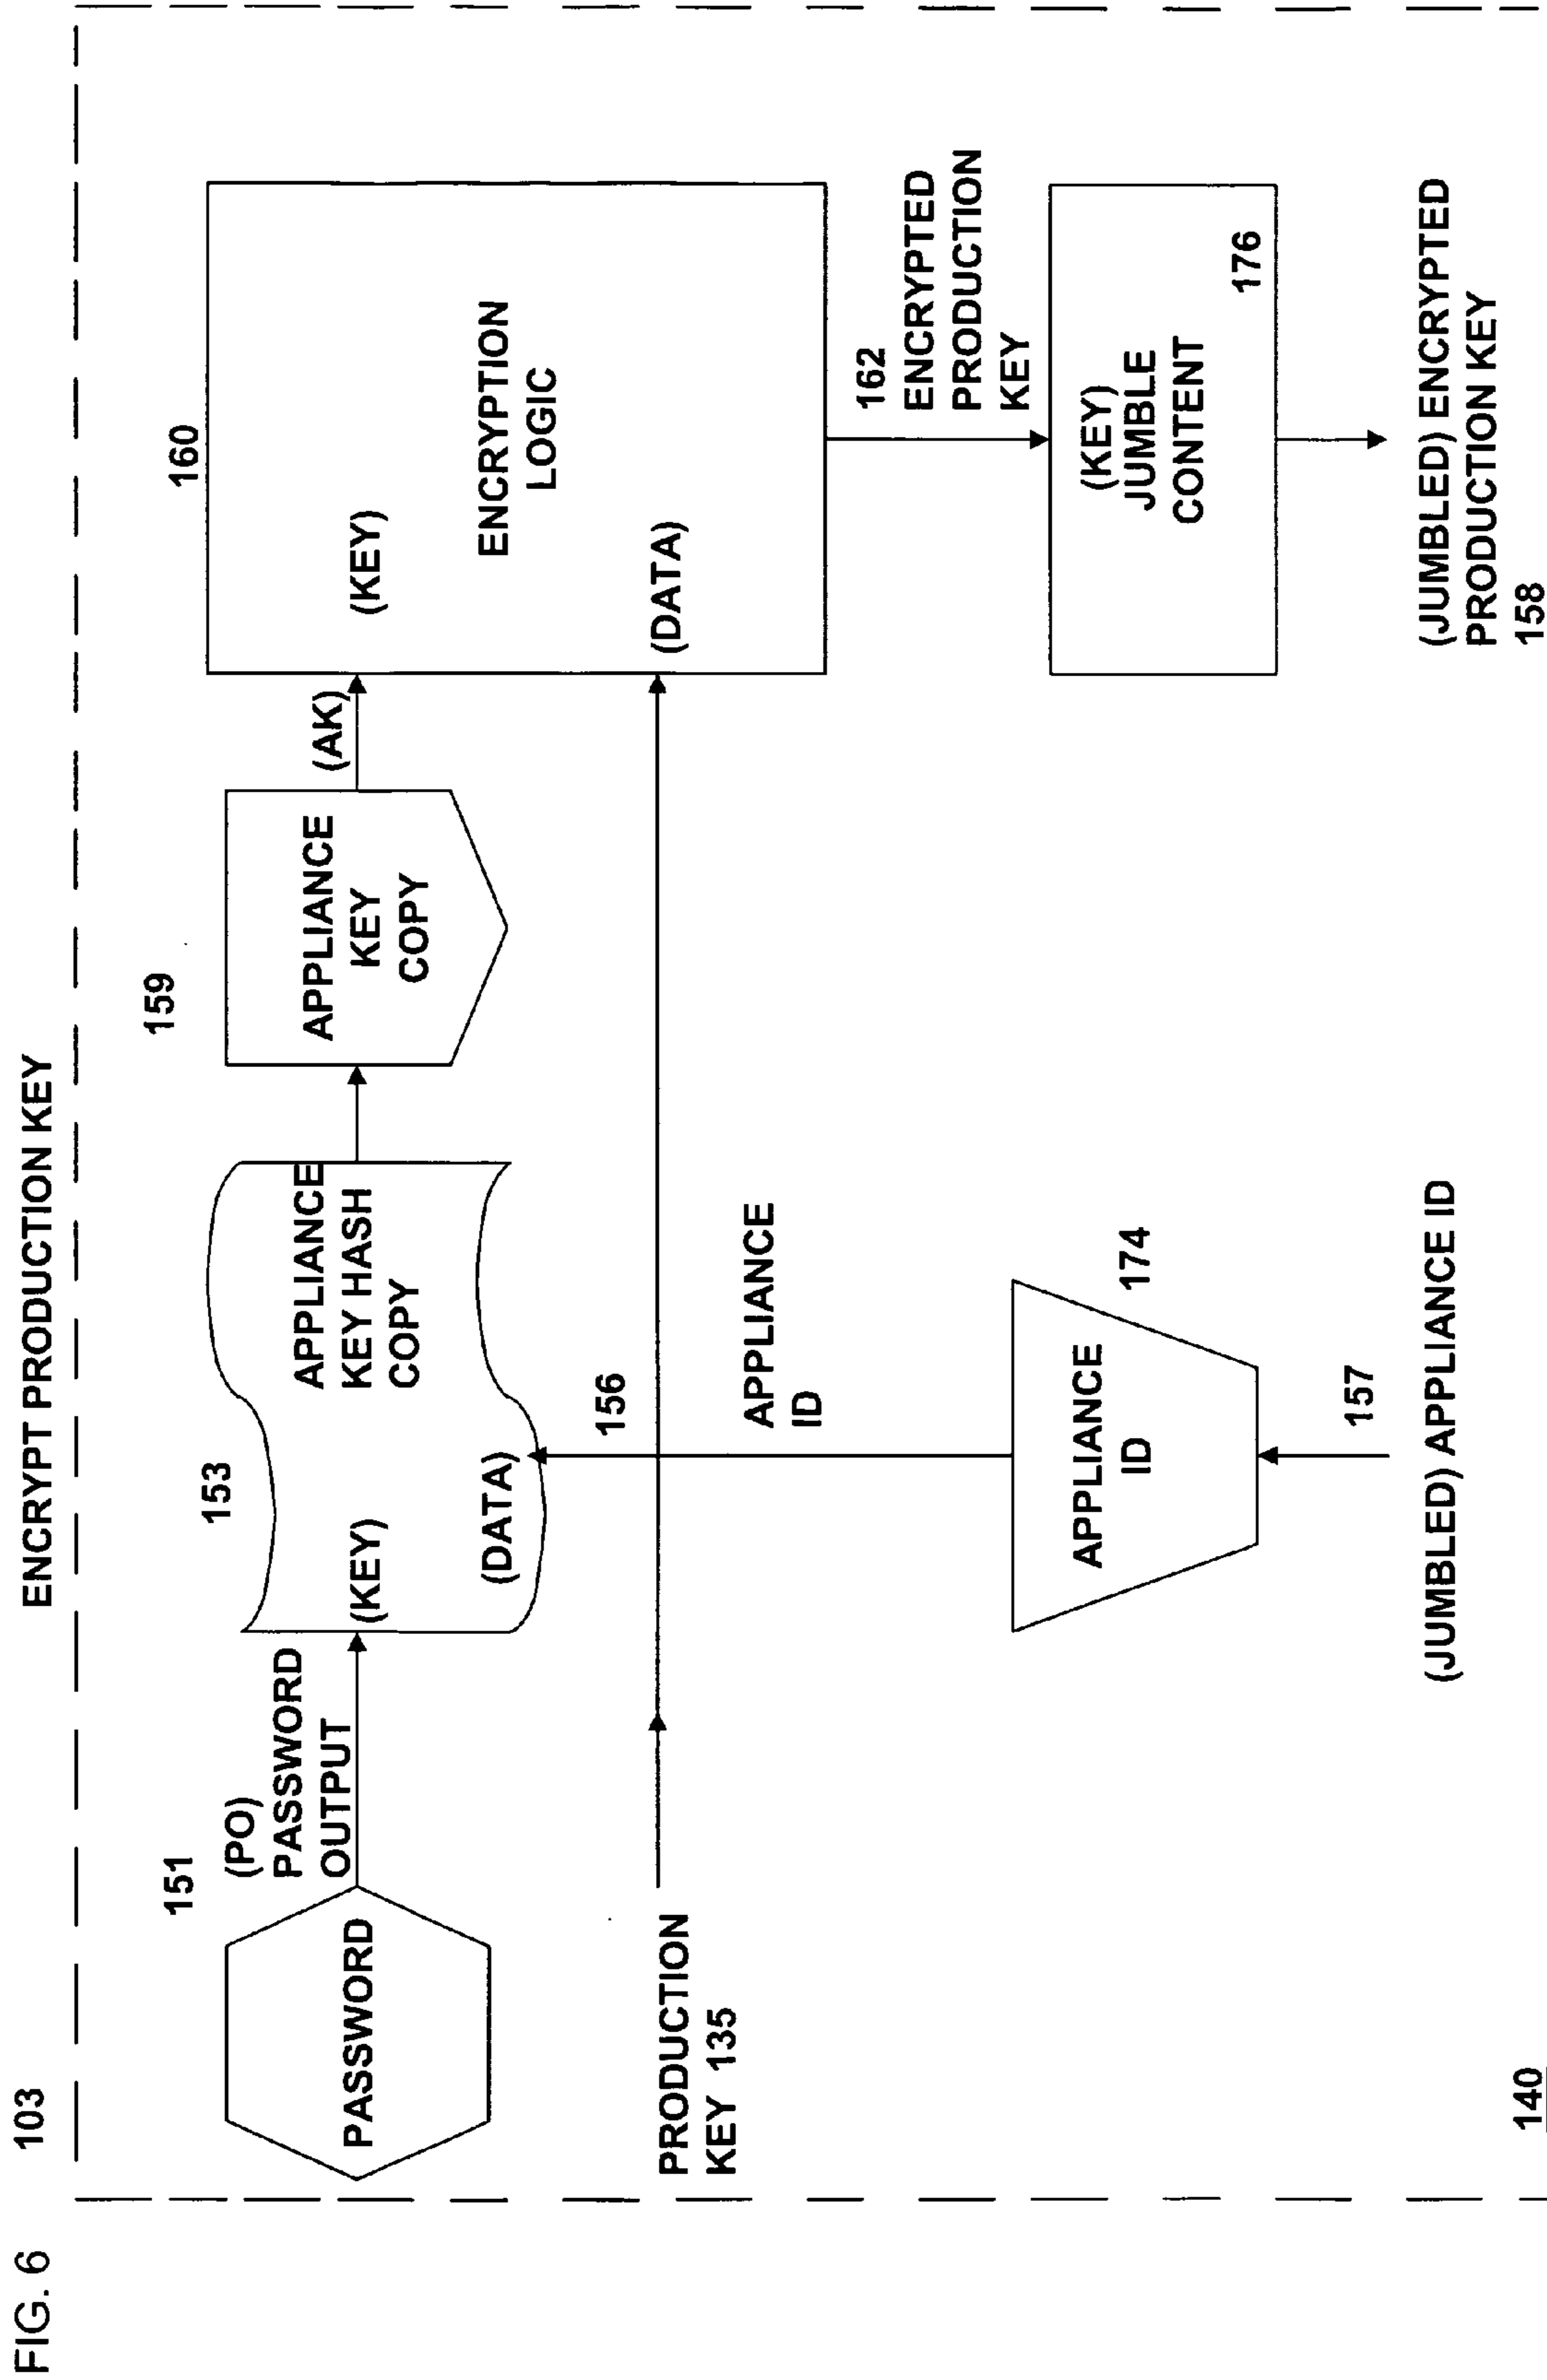 FIG. 6
103
ENCRYPT PRODUCTION KEY
151
(PO)
PASSWORD
OUTPUT
PASSWORD
153
(KEY)
(DATA)
APPLIANCE
KEY HASH
COPY
159
APPLIANCE
KEY
COPY
(AK)
160
(KEY)
ENCRYPTION
LOGIC
(DATA)
PRODUCTION
KEY 135
156
APPLIANCE
ID
162
ENCRYPTED
PRODUCTION
KEY
APPLIANCE
ID
174
(KEY)
JUMBLE
CONTENT
176
157
(JUMBLED) APPLIANCE ID
(JUMBLED) ENCRYPTED
PRODUCTION KEY
158
140